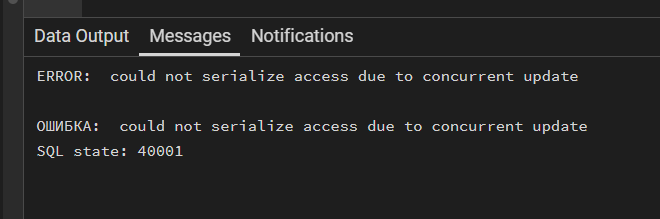 Data Output Messages Notifications
ERROR:  could not serialize access due to concurrent update
ОШИБКА:  could not serialize access due to concurrent update
SQL state: 40001